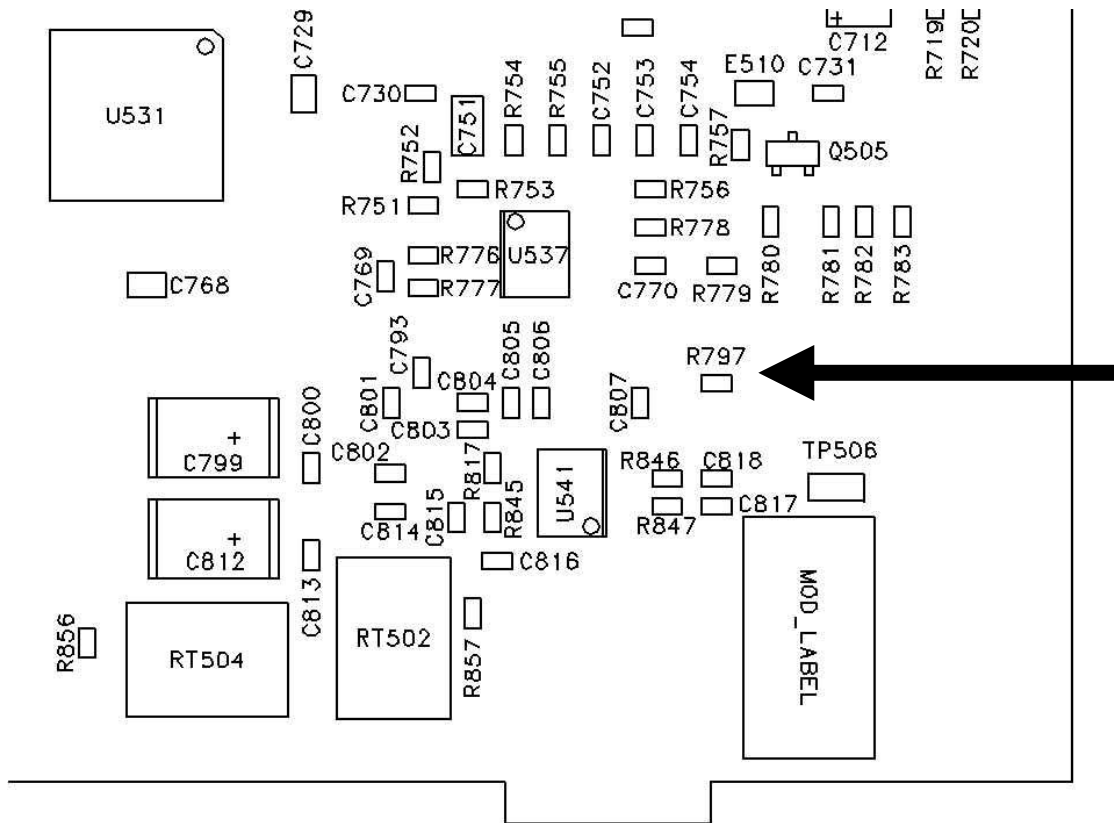 C729
U531
C730
C751
R754
R755
C752
C753
C754
E510
C731
+
C712
R719
R720
R752
R757
Q505
R753
R756
R751
R778
R776
U537
C769
R777
C768
C770
R779
R780
R781
R782
R783
C793
C805
C806
R797
C801
C804
C807
C803
C800
+
C799
C802
R817
R846
C818
TP506
U541
C815
R845
R847
C817
C814
+
C812
C816
C813
R856
RT504
RT502
R857
MOD_LABEL